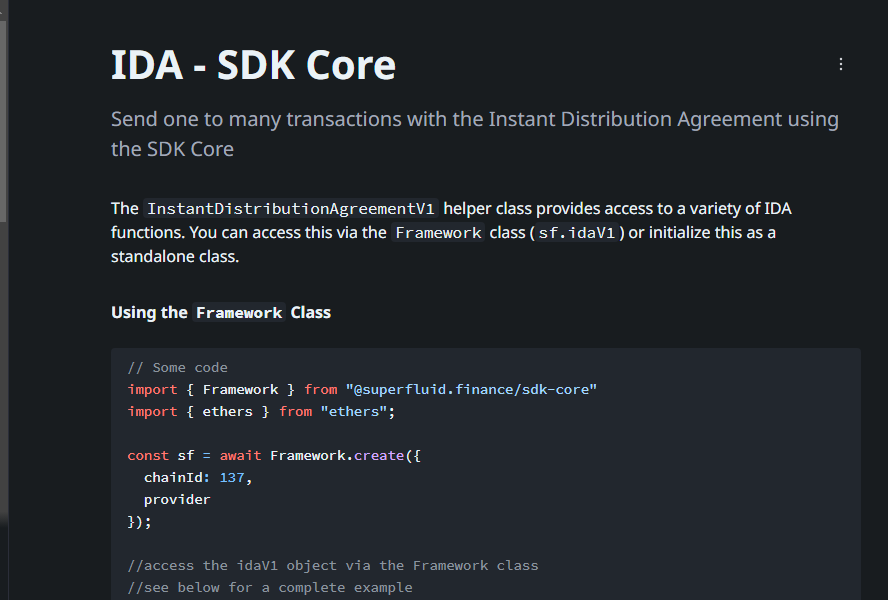 IDA - SDK Core
Send one to many transactions with the Instant Distribution Agreement using
the SDK Core
The InstantDistributionAgreementV1 helper class provides access to a variety of IDA
functions. You can access this via the Framework class (sf.idaV1) or initialize this as a
standalone class.
Using the Framework Class
// Some code
import { Framework } from "@superfluid.finance/sdk-core"
import { ethers } from "ethers";
const sf = await Framework.create({
  chainId: 137,
  provider
});
//access the idaV1 object via the Framework class
//see below for a complete example